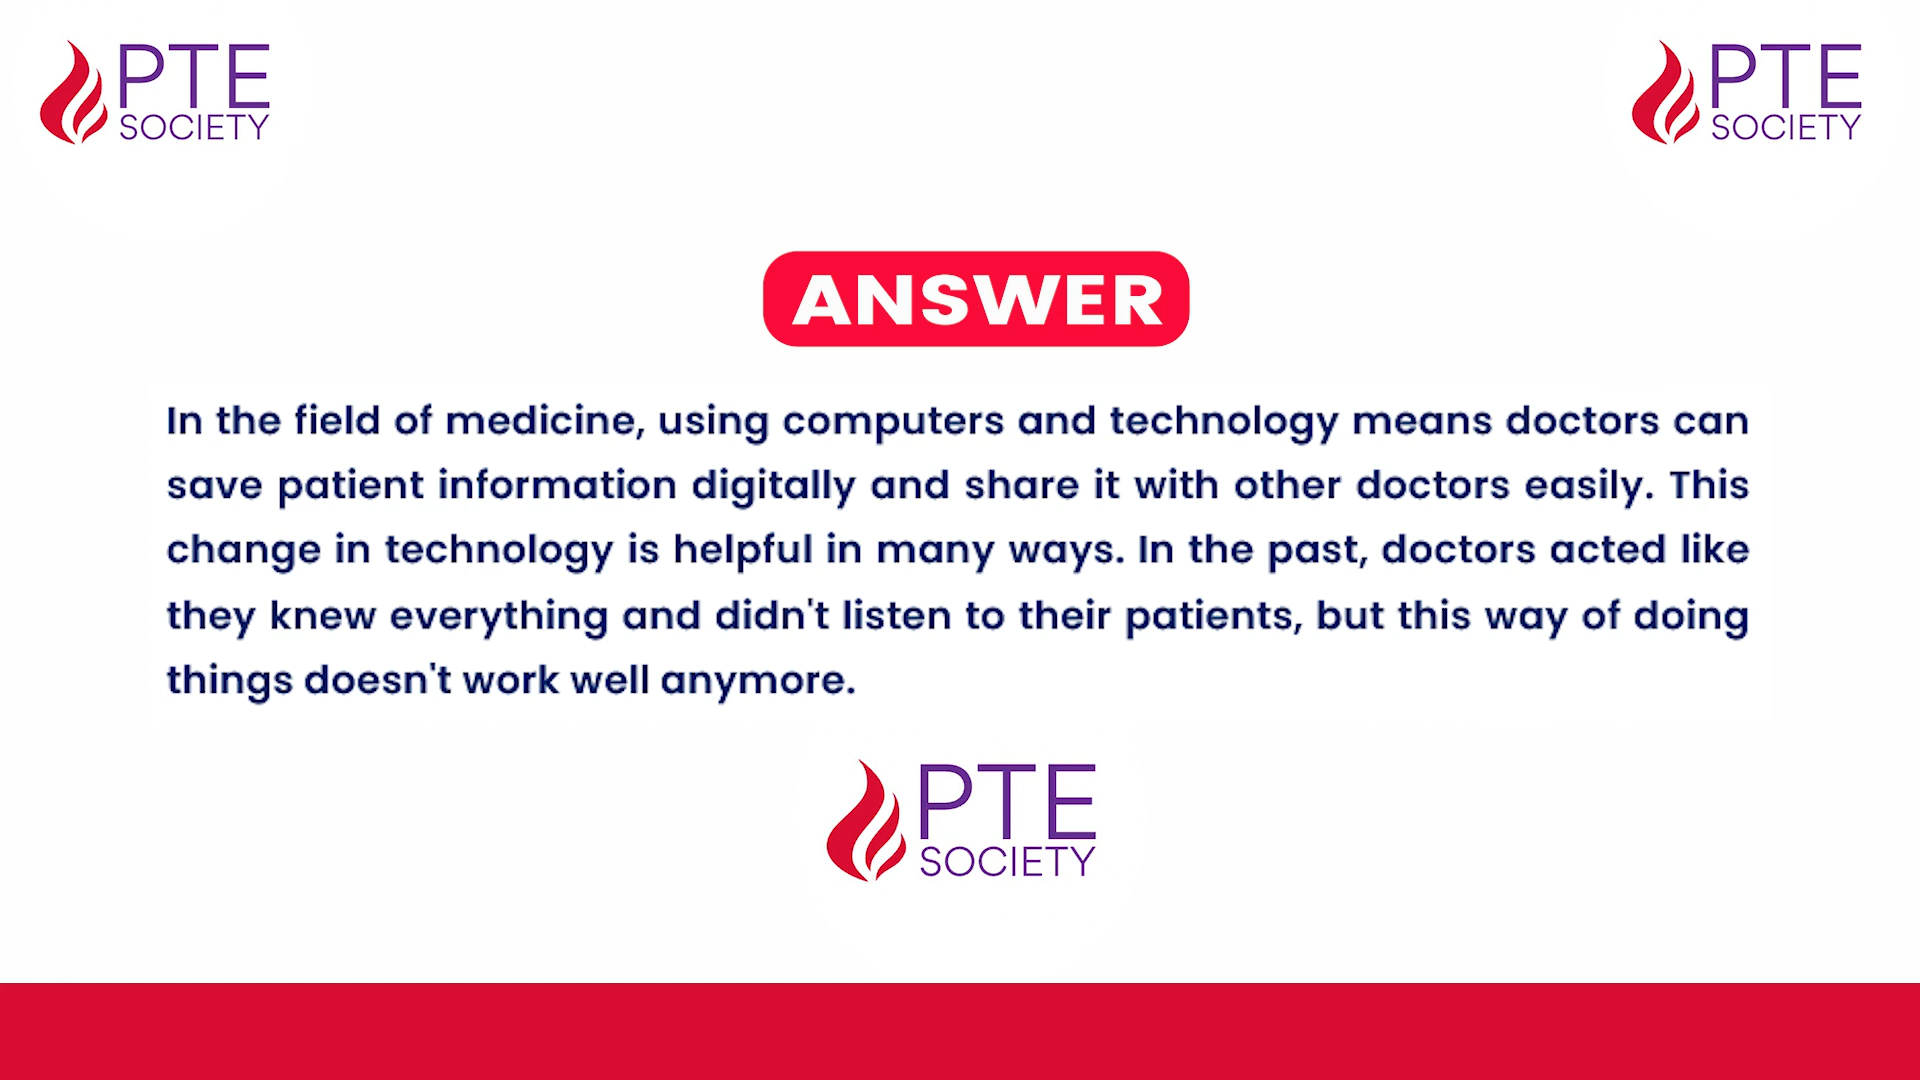 PTE
SOCIETY
PTE
SOCIETY
ANSWER
In the field of medicine, using computers and technology means doctors can
save patient information digitally and share it with other doctors easily. This
change in technology is helpful in many ways. In the past, doctors acted like
they knew everything and didn't listen to their patients, but this way of doing
things doesn't work well anymore.
PTE
SOCIETY